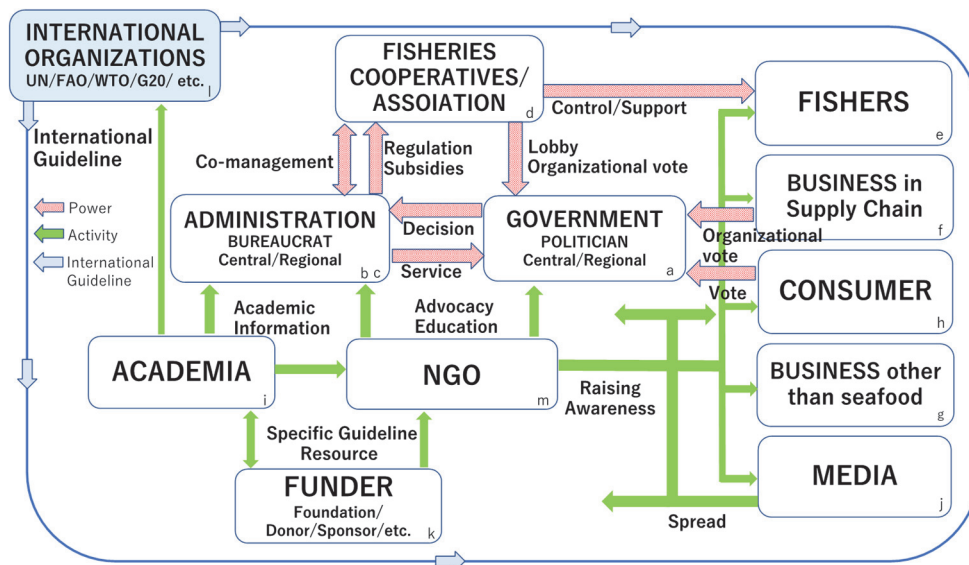 INTERNATIONAL
ORGANIZATIONS
UN/FAO/WTO/G20/ etc.
l
International
Guideline
Power
Activity
International
Guideline
FISHERIES
COOPERATIVES/
ASSOIATION
d
Control/Support
FISHERS
e
Co-management
Regulation
Subsidies
Lobby
Organizational vote
BUSINESS in
Supply Chain
f
ADMINISTRATION
BUREAUCRAT
Central/Regional
b c
Decision
Service
GOVERNMENT
POLITICIAN
Central/Regional
a
Organizational
vote
Vote
CONSUMER
h
Academic
Information
Advocacy
Education
ACADEMIA
i
NGO
m
Raising
Awareness
BUSINESS other
than seafood
g
Specific Guideline
Resource
FUNDER
Foundation/
Donor/Sponsor/etc.
k
MEDIA
j
Spread